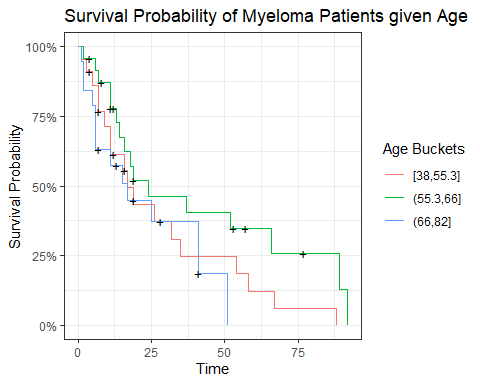 Survival Probability of Myeloma Patients given Age
100%
75%
50%
25%
0%
Survival Probability
0 25 50 75
Time
Age Buckets
[38,55.3]
(55.3,66]
(66,82]